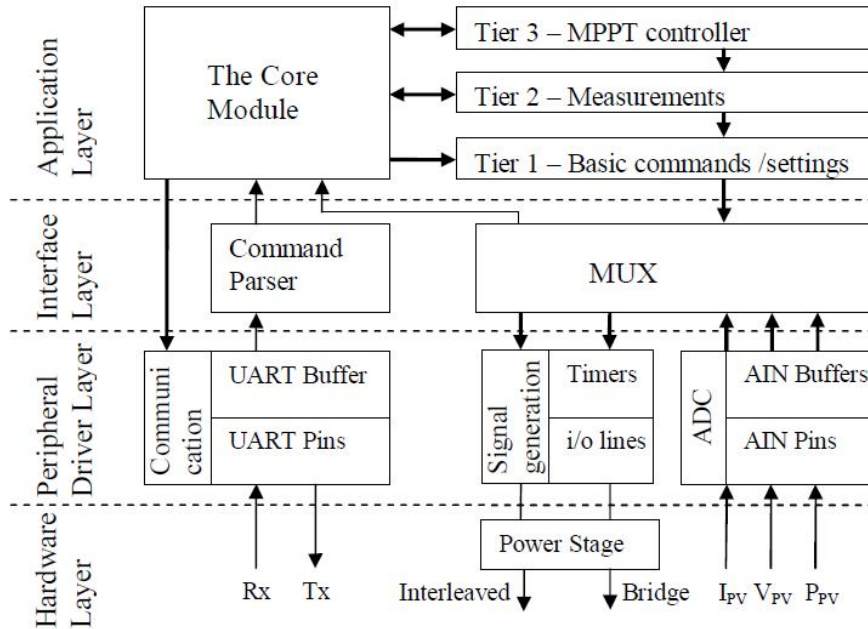 Application
Layer
The Core
Module
Tier 3 – MPPT controller
Tier 2 – Measurements
Tier 1 – Basic commands /settings
Interface
Layer
Command
Parser
MUX
Peripheral
Driver Layer
Communi
cation
UART Buffer
UART Pins
Signal
generation
Timers
i/o lines
ADC
AIN Buffers
AIN Pins
Hardware
Layer
Rx
Tx
Power Stage
Interleaved
Bridge
IPV
VPV
PPV